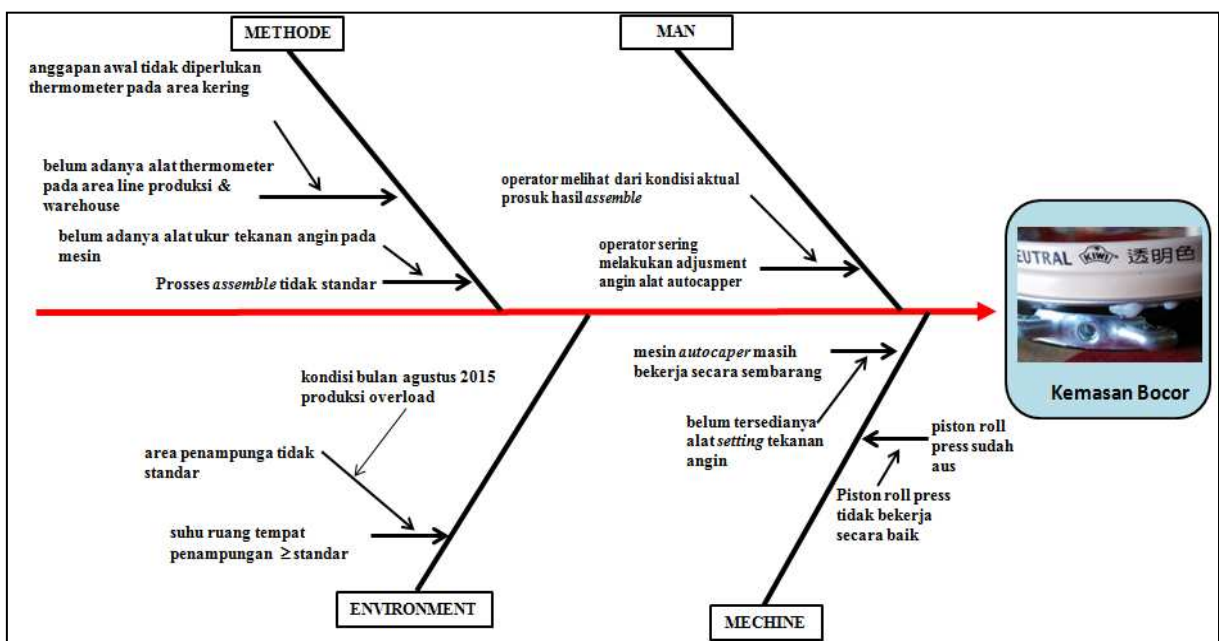 METHODE
MAN
anggapan awal tidak diperlukan
thermometer pada area kering
belum adanya alat thermometer
pada area line produksi &
warehouse
belum adanya alat ukur tekanan angin pada
mesin
Prosses assemble tidak standar
operator melihat dari kondisi aktual
prosuk hasil assemble
operator sering
melakukan adjusment
angin alat autocapper
EUTRAL KIWI 透明色
Kemasan Bocor
kondisi bulan agustus 2015
produksi overload
area penampunga tidak
standar
suhu ruang tempat
penampungan ≥ standar
mesin autocaper masih
bekerja secara sembarang
belum tersedianya
alat setting tekanan
angin
piston roll
press sudah
aus
Piston roll press
tidak bekerja
secara baik
ENVIRONMENT
MECHINE